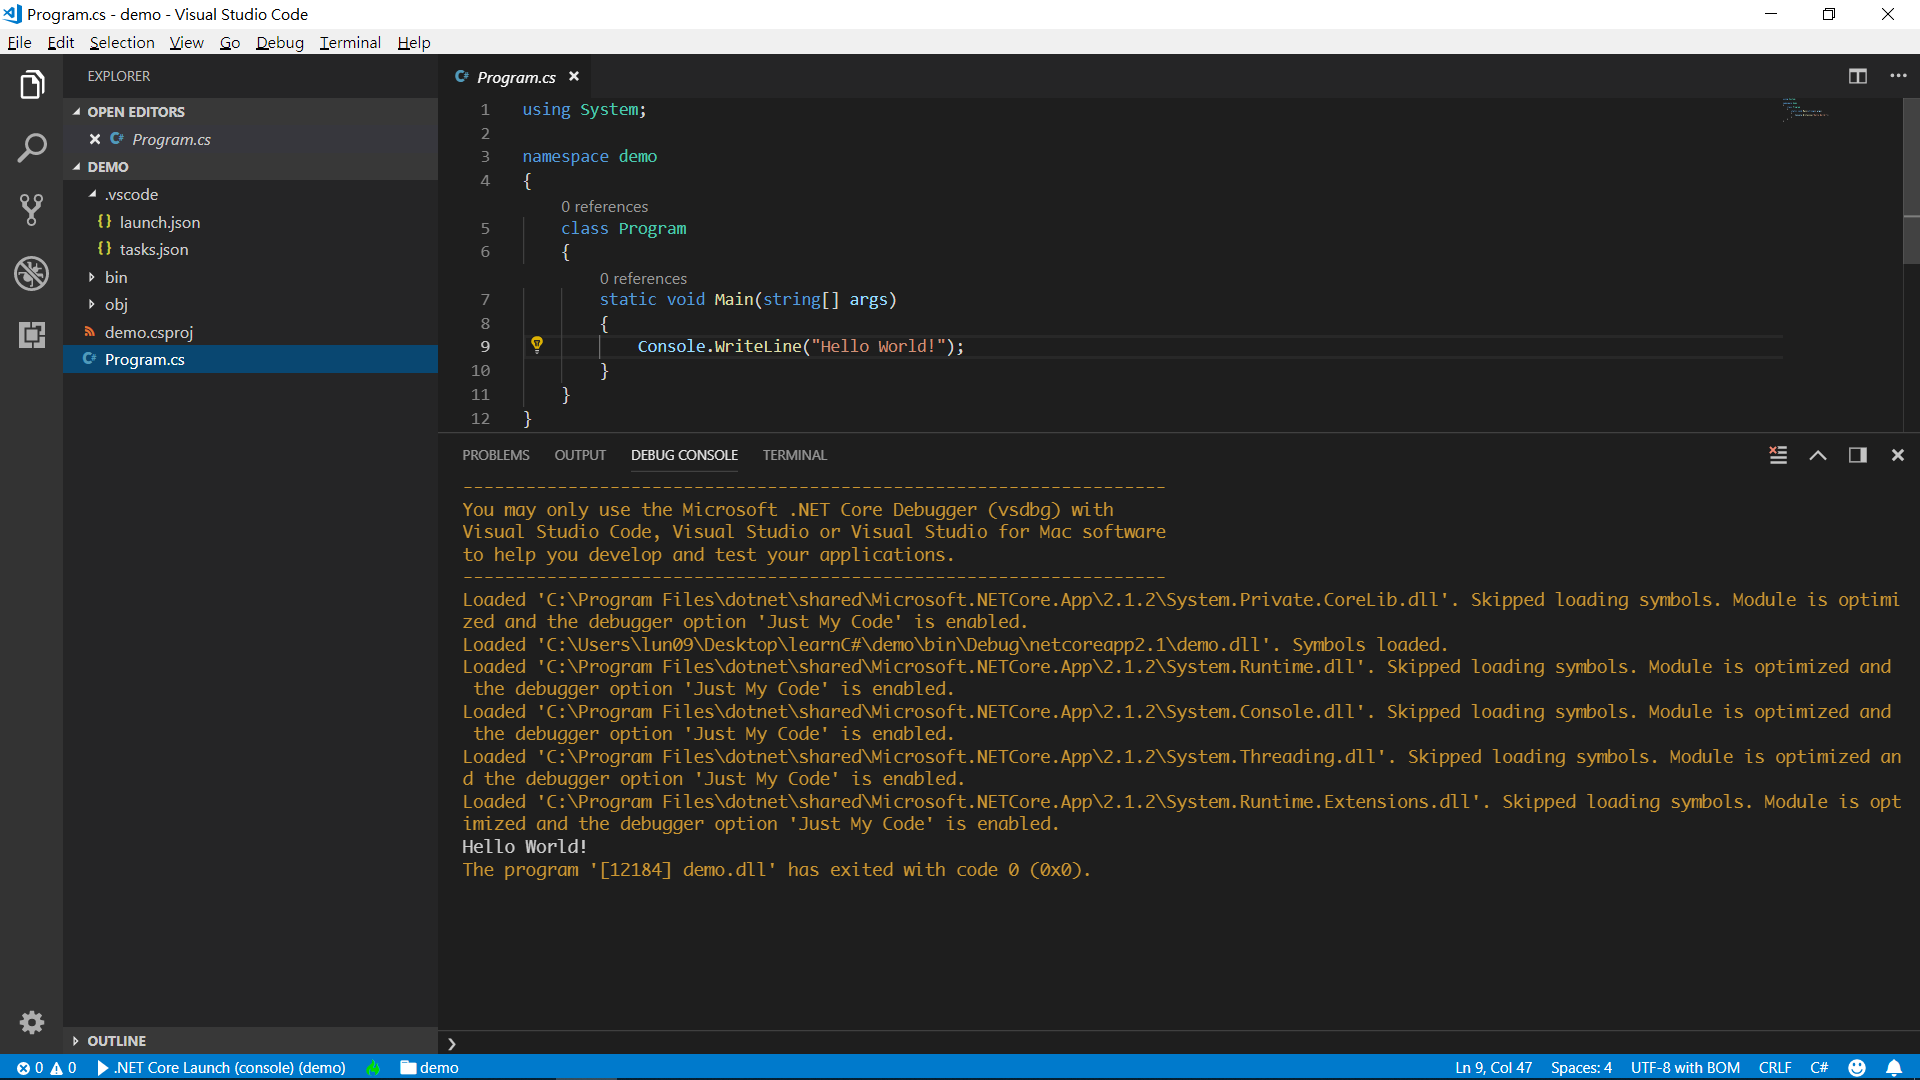 Program.cs - demo - Visual Studio Code
File Edit Selection View Go Debug Terminal Help
EXPLORER
OPEN EDITORS
Program.cs
DEMO
.vscode
launch.json
tasks.json
bin
obj
demo.csproj
Program.cs
OUTLINE
Program.cs
1 using System;
2
3 namespace demo
4 {
0 references
5 class Program
6 {
0 references
7 static void Main(string[] args)
8 {
9 Console.WriteLine("Hello World!");
10 }
11 }
12 }
PROBLEMS OUTPUT DEBUG CONSOLE TERMINAL
-------------------------------------------------------------------
You may only use the Microsoft .NET Core Debugger (vsdbg) with
Visual Studio Code, Visual Studio or Visual Studio for Mac software
to help you develop and test your applications.
-------------------------------------------------------------------
Loaded 'C:\Program Files\dotnet\shared\Microsoft.NETCore.App\2.1.2\System.Private.CoreLib.dll'. Skipped loading symbols. Module is optimi
zed and the debugger option 'Just My Code' is enabled.
Loaded 'C:\Users\lun09\Desktop\learnC#\demo\bin\Debug\netcoreapp2.1\demo.dll'. Symbols loaded.
Loaded 'C:\Program Files\dotnet\shared\Microsoft.NETCore.App\2.1.2\System.Runtime.dll'. Skipped loading symbols. Module is optimized and
the debugger option 'Just My Code' is enabled.
Loaded 'C:\Program Files\dotnet\shared\Microsoft.NETCore.App\2.1.2\System.Console.dll'. Skipped loading symbols. Module is optimized and
the debugger option 'Just My Code' is enabled.
Loaded 'C:\Program Files\dotnet\shared\Microsoft.NETCore.App\2.1.2\System.Threading.dll'. Skipped loading symbols. Module is optimized an
d the debugger option 'Just My Code' is enabled.
Loaded 'C:\Program Files\dotnet\shared\Microsoft.NETCore.App\2.1.2\System.Runtime.Extensions.dll'. Skipped loading symbols. Module is opt
imized and the debugger option 'Just My Code' is enabled.
Hello World!
The program '[12184] demo.dll' has exited with code 0 (0x0).
0 0 .NET Core Launch (console) (demo) demo Ln 9, Col 47 Spaces: 4 UTF-8 with BOM CRLF C#